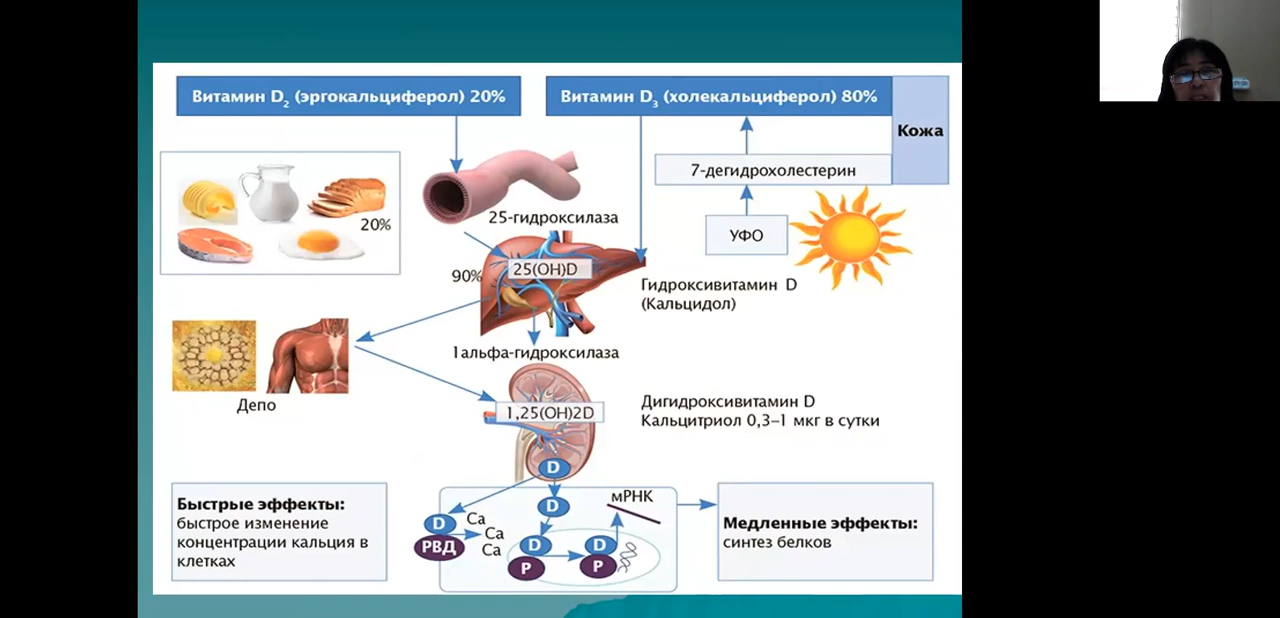 Витамин D2 (эргокальциферол) 20%
Витамин D3 (холекальциферол) 80%
Кожа
7-дегидрохолестерин
УФО
20%
25-гидроксилаза
90%
25(OH)D
Гидроксивитамин D
(Кальцидол)
1альфа-гидроксилаза
Депо
1,25(OH)2D
Дигидроксивитамин D
Кальцитриол 0,3–1 мкг в сутки
D
Быстрые эффекты:
быстрое изменение
концентрации кальция в
клетках
D
РВД
Ca
Ca
Ca
D
D
P
D
P
мРНК
Медленные эффекты:
синтез белков